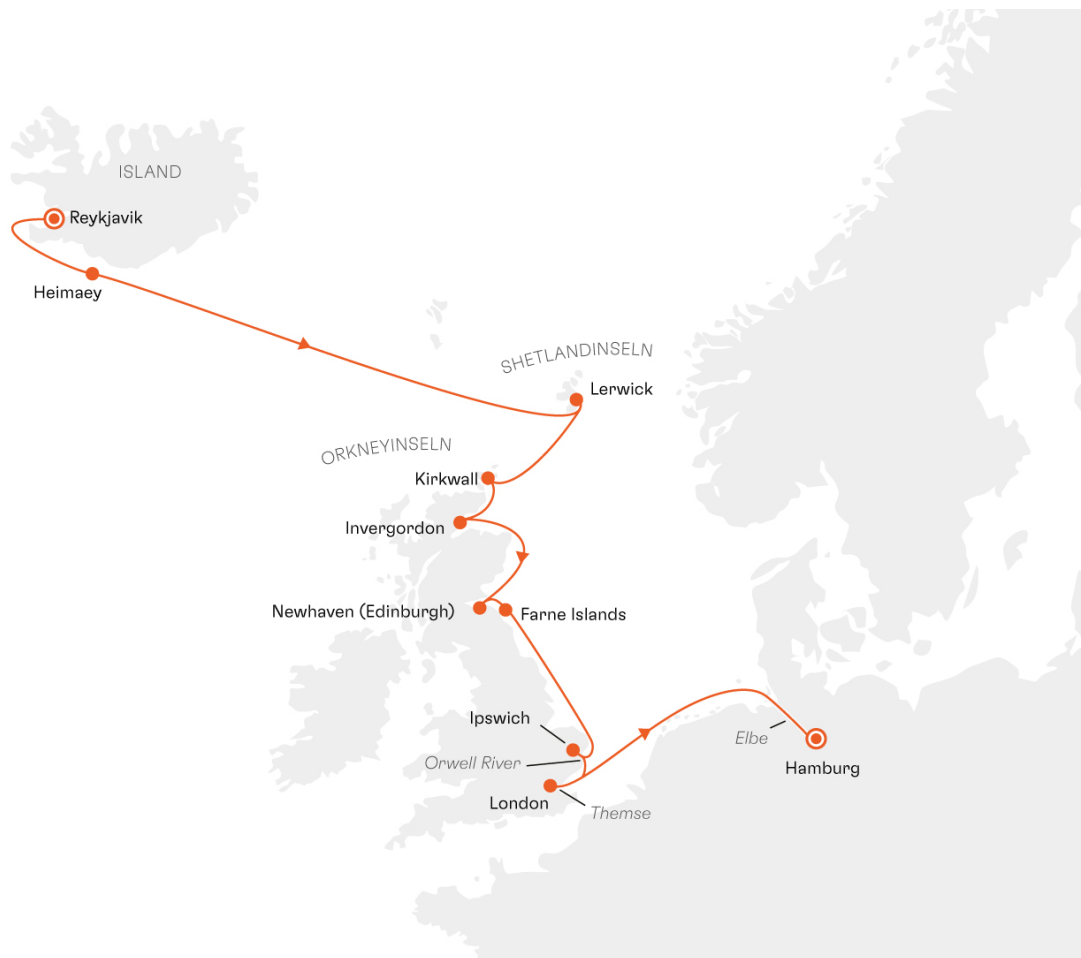 ISLAND
Reykjavik
Heimaey
SHETLANDINSELN
Lerwick
ORKNEYINSELN
Kirkwall
Invergordon
Newhaven (Edinburgh)
Farne Islands
Ipswich
Orwell River
Elbe
Hamburg
London
Themse